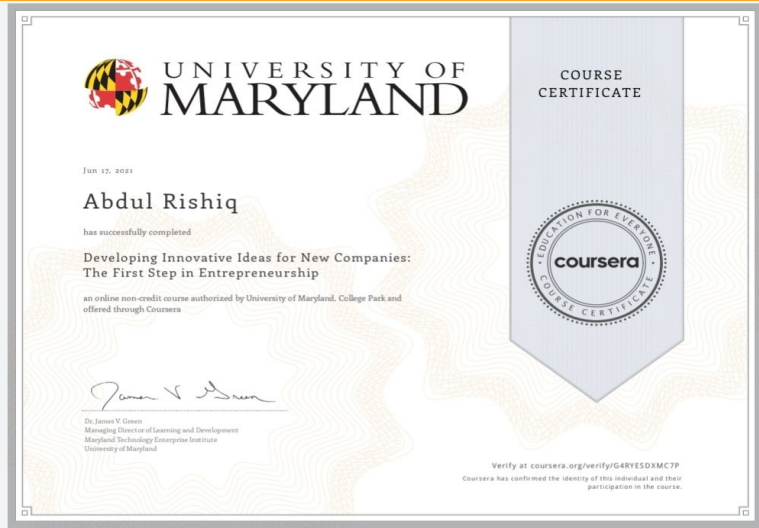 UNIVERSITY OF
MARYLAND
COURSE
CERTIFICATE
Jun 17, 2021
Abdul Rishiq
has successfully completed
Developing Innovative Ideas for New Companies:
The First Step in Entrepreneurship
an online non-credit course authorized by University of Maryland, College Park and
offered through Coursera
EDUCATION FOR EVERYONE
coursera
COURSE CERTIFICATE
James V Green
Dr. James V. Green
Managing Director of Learning and Development
Maryland Technology Enterprise Institute
University of Maryland
Verify at coursera.org/verify/G4RYESDXMC7P
Coursera has confirmed the identity of this individual and their
participation in the course.